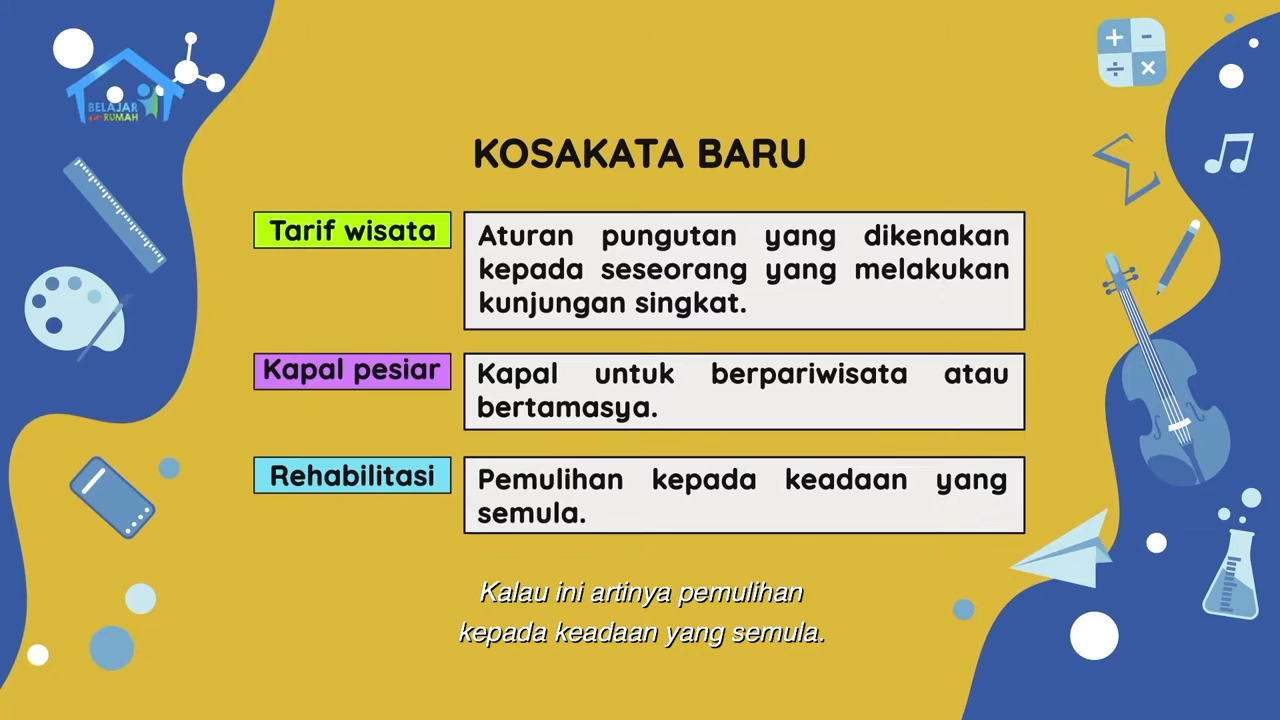 BELAJAR
dari RUMAH
KOSAKATA BARU
Tarif wisata
Aturan pungutan yang dikenakan
kepada seseorang yang melakukan
kunjungan singkat.
Kapal pesiar
Kapal untuk berpariwisata atau
bertamasya.
Rehabilitasi
Pemulihan kepada keadaan yang
semula.
Kalau ini artinya pemulihan
kepada keadaan yang semula.